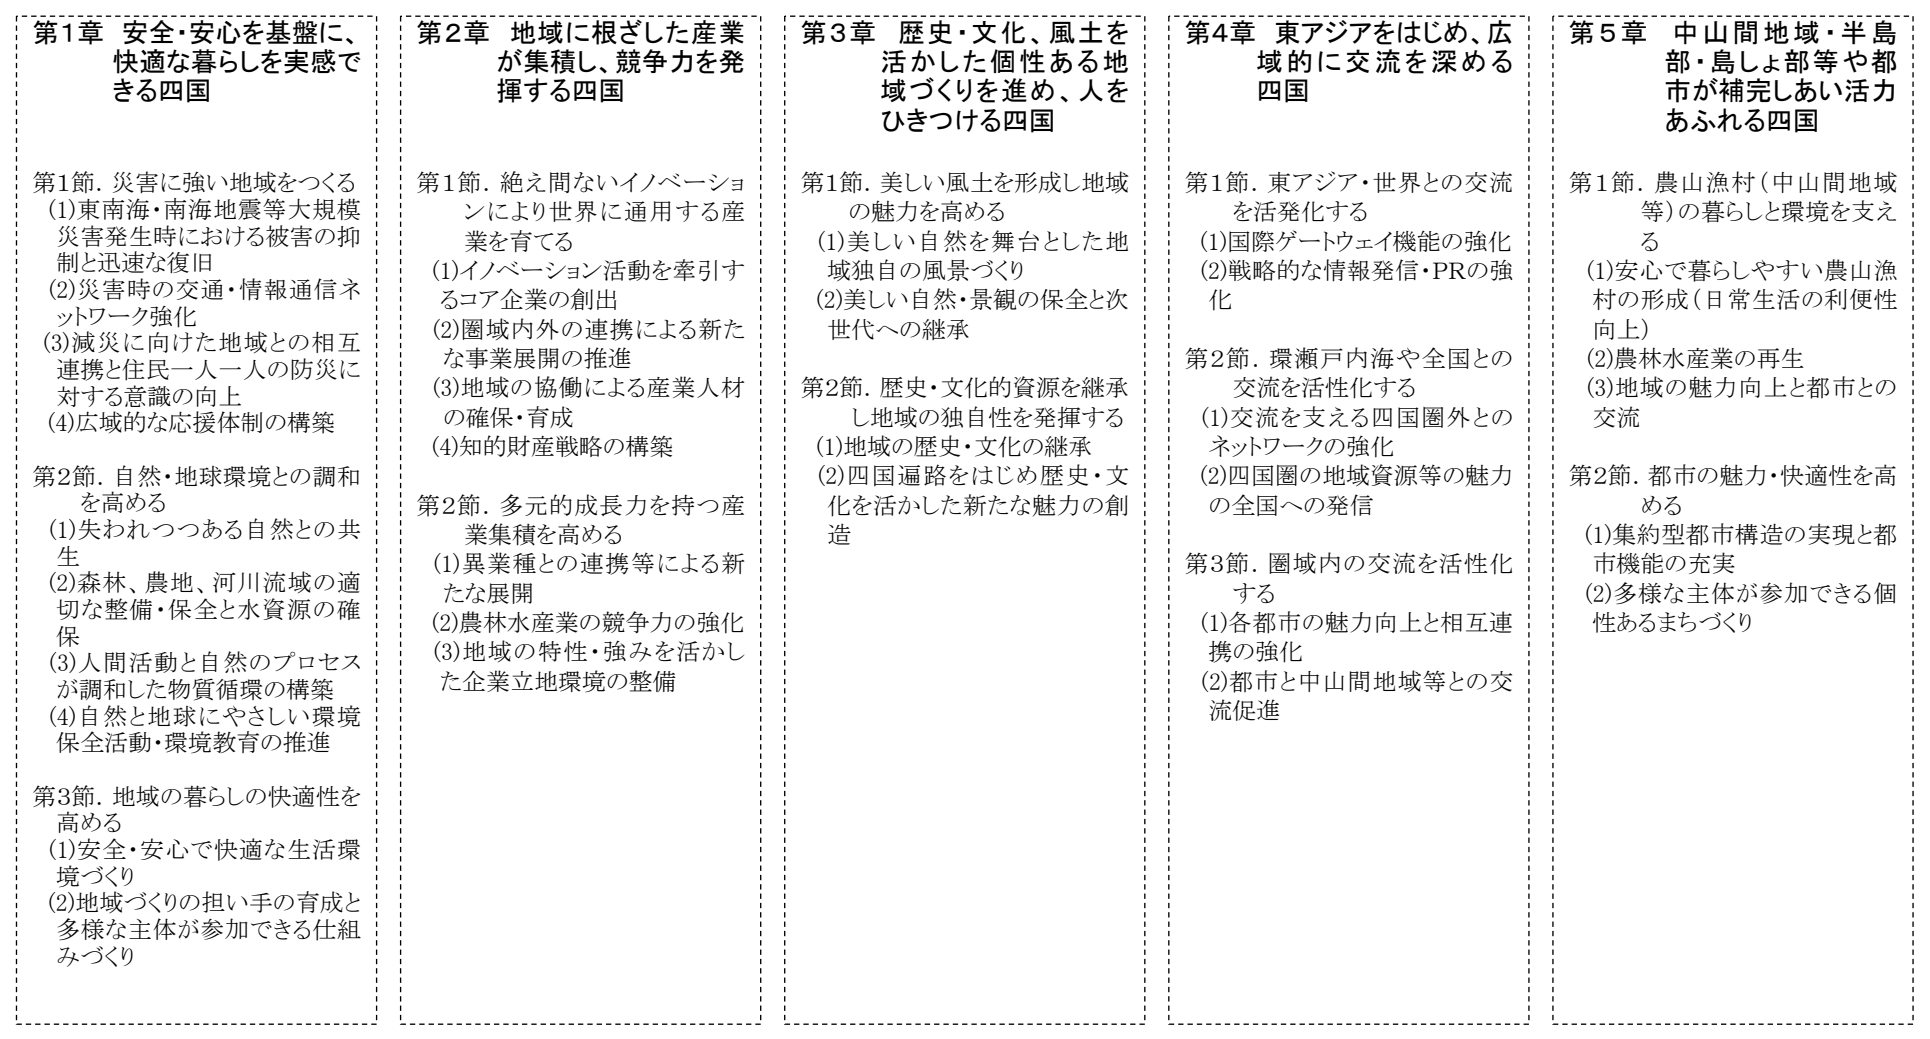 第1章 安全・安心を基盤に、
快適な暮らしを実感で
きる四国
第1節．災害に強い地域をつくる
(1)東南海・南海地震等大規模
災害発生時における被害の抑
制と迅速な復旧
(2)災害時の交通・情報通信ネ
ットワーク強化
(3)減災に向けた地域との相互
連携と住民一人一人の防災に
対する意識の向上
(4)広域的な応援体制の構築
第2節．自然・地球環境との調和
を高める
(1)失われつつある自然との共
生
(2)森林、農地、河川流域の適
切な整備・保全と水資源の確
保
(3)人間活動と自然のプロセス
が調和した物質循環の構築
(4)自然と地球にやさしい環境
保全活動・環境教育の推進
第3節．地域の暮らしの快適性を
高める
(1)安全・安心で快適な生活環
境づくり
(2)地域づくりの担い手の育成と
多様な主体が参加できる仕組
みづくり
第2章 地域に根ざした産業
が集積し、競争力を発
揮する四国
第1節．絶え間ないイノベーショ
ンにより世界に通用する産
業を育てる
(1)イノベーション活動を牽引す
るコア企業の創出
(2)圏域内外の連携による新た
な事業展開の推進
(3)地域の協働による産業人材
の確保・育成
(4)知的財産戦略の構築
第2節．多元的成長力を持つ産
業集積を高める
(1)異業種との連携等による新
たな展開
(2)農林水産業の競争力の強化
(3)地域の特性・強みを活かし
た企業立地環境の整備
第3章 歴史・文化、風土を
活かした個性ある地
域づくりを進め、人を
ひきつける四国
第1節．美しい風土を形成し地域
の魅力を高める
(1)美しい自然を舞台とした地
域独自の風景づくり
(2)美しい自然・景観の保全と次
世代への継承
第2節．歴史・文化的資源を継承
し地域の独自性を発揮する
(1)地域の歴史・文化の継承
(2)四国遍路をはじめ歴史・文
化を活かした新たな魅力の創
造
第4章 東アジアをはじめ、広
域的に交流を深める
四国
第1節．東アジア・世界との交流
を活発化する
(1)国際ゲートウェイ機能の強化
(2)戦略的な情報発信・PRの強
化
第2節．環瀬戸内海や全国との
交流を活性化する
(1)交流を支える四国圏外との
ネットワークの強化
(2)四国圏の地域資源等の魅力
の全国への発信
第3節．圏域内の交流を活性化
する
(1)各都市の魅力向上と相互連
携の強化
(2)都市と中山間地域等との交
流促進
第5章 中山間地域・半島
部・島しょ部等や都
市が補完しあい活力
あふれる四国
第1節．農山漁村（中山間地域
等）の暮らしと環境を支え
る
(1)安心で暮らしやすい農山漁
村の形成（日常生活の利便性
向上）
(2)農林水産業の再生
(3)地域の魅力向上と都市との
交流
第2節．都市の魅力・快適性を高
める
(1)集約型都市構造の実現と都
市機能の充実
(2)多様な主体が参加できる個
性あるまちづくり